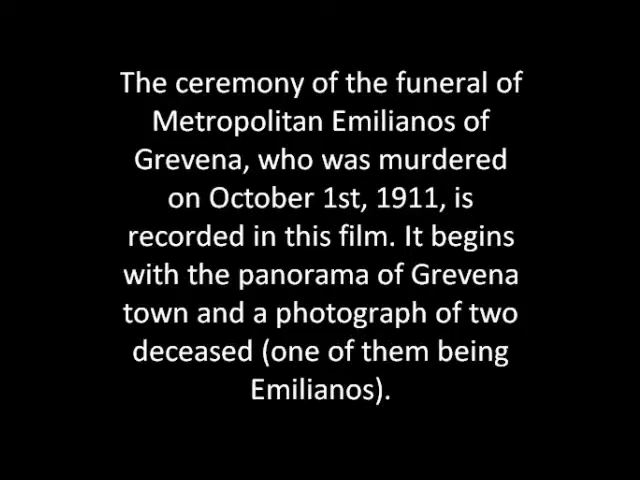 The ceremony of the funeral of
Metropolitan Emilianos of
Grevena, who was murdered
on October 1st, 1911, is
recorded in this film. It begins
with the panorama of Grevena
town and a photograph of two
deceased (one of them being
Emilianos).